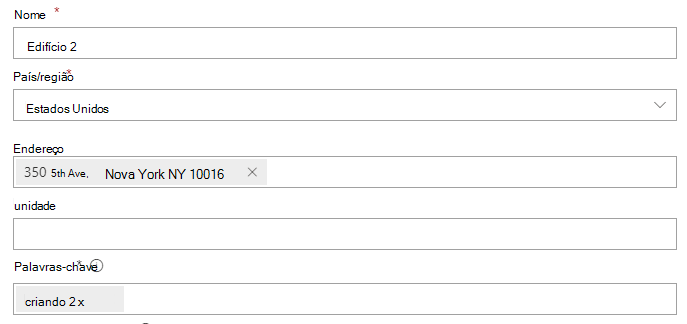 Nome *
Edifício 2
País/região *
Estados Unidos
Endereço
350 5th Ave, Nova York NY 10016
unidade
Palavras-chave *
criando 2 x